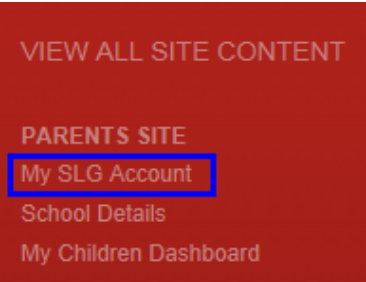 VIEW ALL SITE CONTENT
PARENTS SITE
My SLG Account
School Details
My Children Dashboard